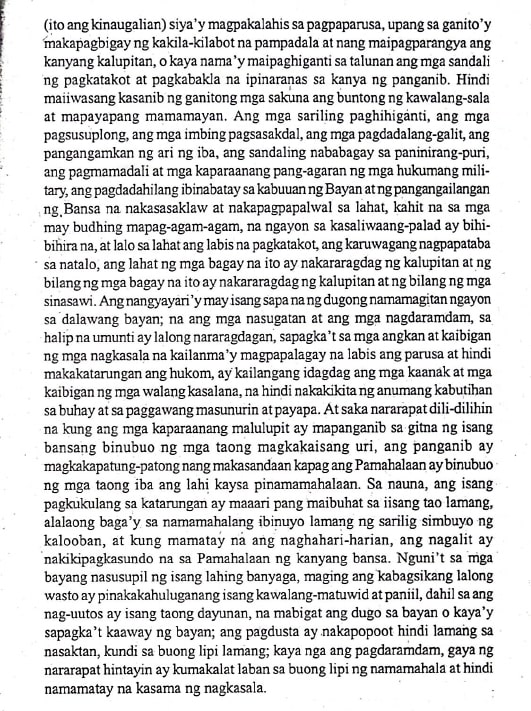 (ito ang kinaugalian) siya'y magpakalahis sa pagpaparusa, upang sa ganito'y
makapagbigay ng kakila-kilabot na pampadala at nang maipagparangya ang
kanyang kalupitan, o kaya nama'y maipaghiganti sa talunan ang mga sandali
ng pagkatakot at pagkabakla na ipinaranas sa kanya ng panganib. Hindi
maiiwasang kasanib ng ganitong mga sakuna ang buntong ng kawalang-sala
at mapayapang mamamayan. Ang mga sariling paghihiganti, ang mga
pagsusuplong, ang mga imbing pagsasakdal, ang mga pagdadalang-galit, ang
pangangamkan ng ari ng iba, ang sandaling nababagay sa paninirang-puri,
ang pagmamadali at mga kaparaanang pang-agaran ng mga hukumang mili-
tary, ang pagdadahilang ibinabatay sa kabuuan ng Bayan at ng pangangailangan
ng Bansa na nakasasaklaw at nakapagpapalwal sa lahat, kahit na sa mga
may budhing mapag-agam-agam, na ngayon sa kasaliwaang-palad ay bihi-
bihira na, at lalo sa lahat ang labis na pagkatakot, ang karuwagang nagpapataba
sa natalo, ang lahat ng mga bagay na ito ay nakararagdag ng kalupitan at ng
bilang ng mga bagay na ito ay nakararagdag ng kalupitan at ng bilang ng mga
sinasawi. Ang nangyayari'y may isang sapa na ng dugong namamagitan ngayon
sa dalawang bayan; na ang mga nasugatan at ang mga nagdaramdam, sa
halip na umunti ay lalong nararagdagan, sapagka't sa mga angkan at kaibigan
ng mga nagkasala na kailanma'y magpapalagay na labis ang parusa at hindi
makakatarungan ang hukom, ay kailangang idagdag ang mga kaanak at mga
kaibigan ng mga walang kasalana, na hindi nakakikita ng anumang kabutihan
sa buhay at sa paggawang masunurin at payapa. At saka nararapat dili-dilihin
na kung ang mga kaparaanang malulupit ay mapanganib sa gitna ng isang
bansang binubuo ng mga taong magkakaisang uri, ang panganib ay
magkakapatung-patong nang makasandaan kapag ang Pamahalaan ay binubuo
ng mga taong iba ang lahi kaysa pinamamahalaan. Sa nauna, ang isang
pagkukulang sa katarungan ay maaari pang maibuhat sa iisang tao lamang,
alalaong baga'y sa namamahalang ibinuyo lamang ng sarilig simbuyo ng
kalooban, at kung mamatay na ang naghahari-harian, ang nagalit ay
nakikipagkasundo na sa Pamahalaan ng kanyang bansa. Nguni't sa mga
bayang nasusupil ng isang lahing banyaga, maging ang kabagsikang lalong
wasto ay pinakakahuluganang isang kawalang-matuwid at paniil, dahil sa ang
nag-uutos ay isang taong dayunan, na mabigat ang dugo sa bayan o kaya'y
sapagka't kaaway ng bayan; ang pagdusta ay nakapopoot hindi lamang sa
nasaktan, kundi sa buong lipi lamang; kaya nga ang pagdaramdam, gaya ng
nararapat hintayin ay kumakalat laban sa buong lipi ng namamahala at hindi
namamatay na kasama ng nagkasala.